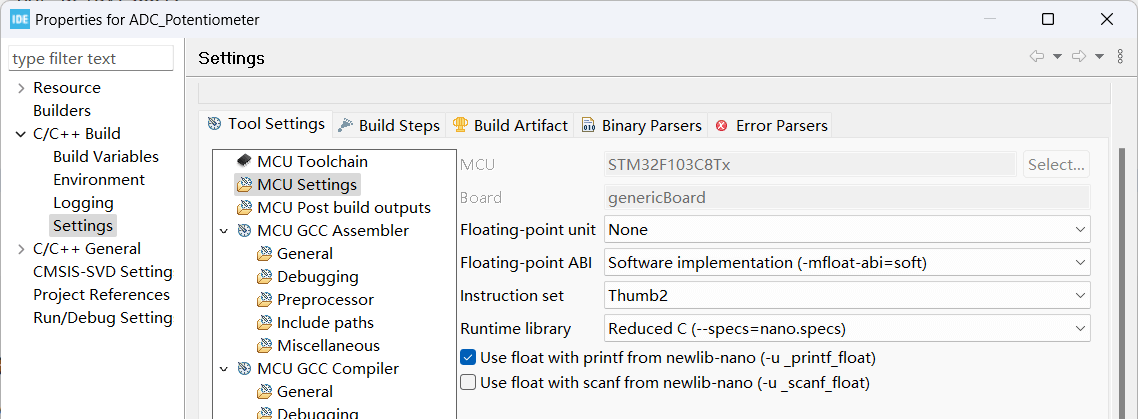 IDE Properties for ADC_Potentiometer
type filter text
Resource
Builders
C/C++ Build
Build Variables
Environment
Logging
Settings
C/C++ General
CMSIS-SVD Setting
Project References
Run/Debug Setting
Settings
Tool Settings Build Steps Build Artifact Binary Parsers Error Parsers
MCU Toolchain
MCU Settings
MCU Post build outputs
MCU GCC Assembler
General
Debugging
Preprocessor
Include paths
Miscellaneous
MCU GCC Compiler
General
Debugging
MCU STM32F103C8Tx Select...
Board genericBoard
Floating-point unit None
Floating-point ABI Software implementation (-mfloat-abi=soft)
Instruction set Thumb2
Runtime library Reduced C (--specs=nano.specs)
Use float with printf from newlib-nano (-u _printf_float)
Use float with scanf from newlib-nano (-u _scanf_float)